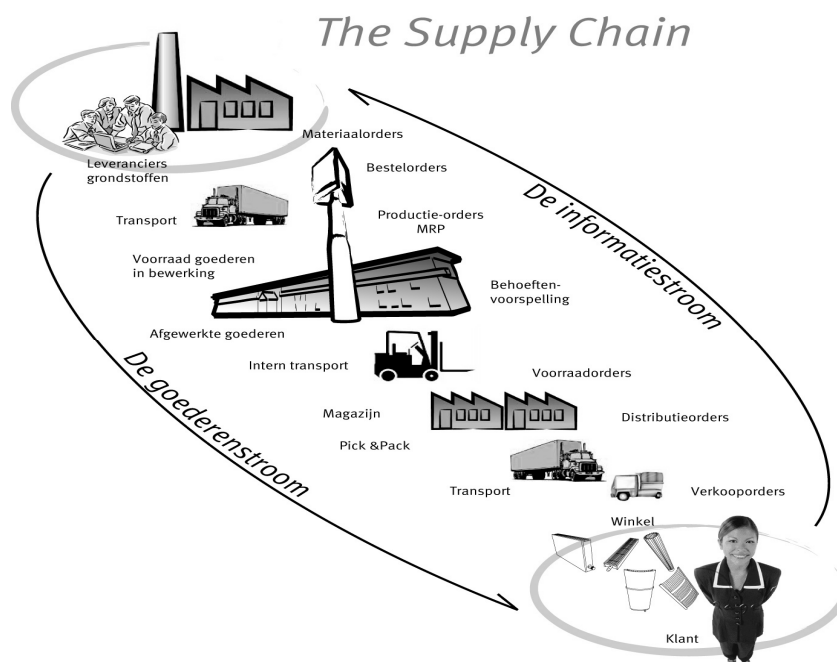 The Supply Chain
Materiaalorders
Leveranciers
grondstoffen
Bestelorders
Transport
Productie-orders
MRP
De informatiestroom
Voorraad goederen
in bewerking
Behoeften-
voorspelling
Afgewerkte goederen
Intern transport
Voorraadorders
De goederenstroom
Magazijn
Distributieorders
Pick &Pack
Transport
Verkooporders
Winkel
Klant